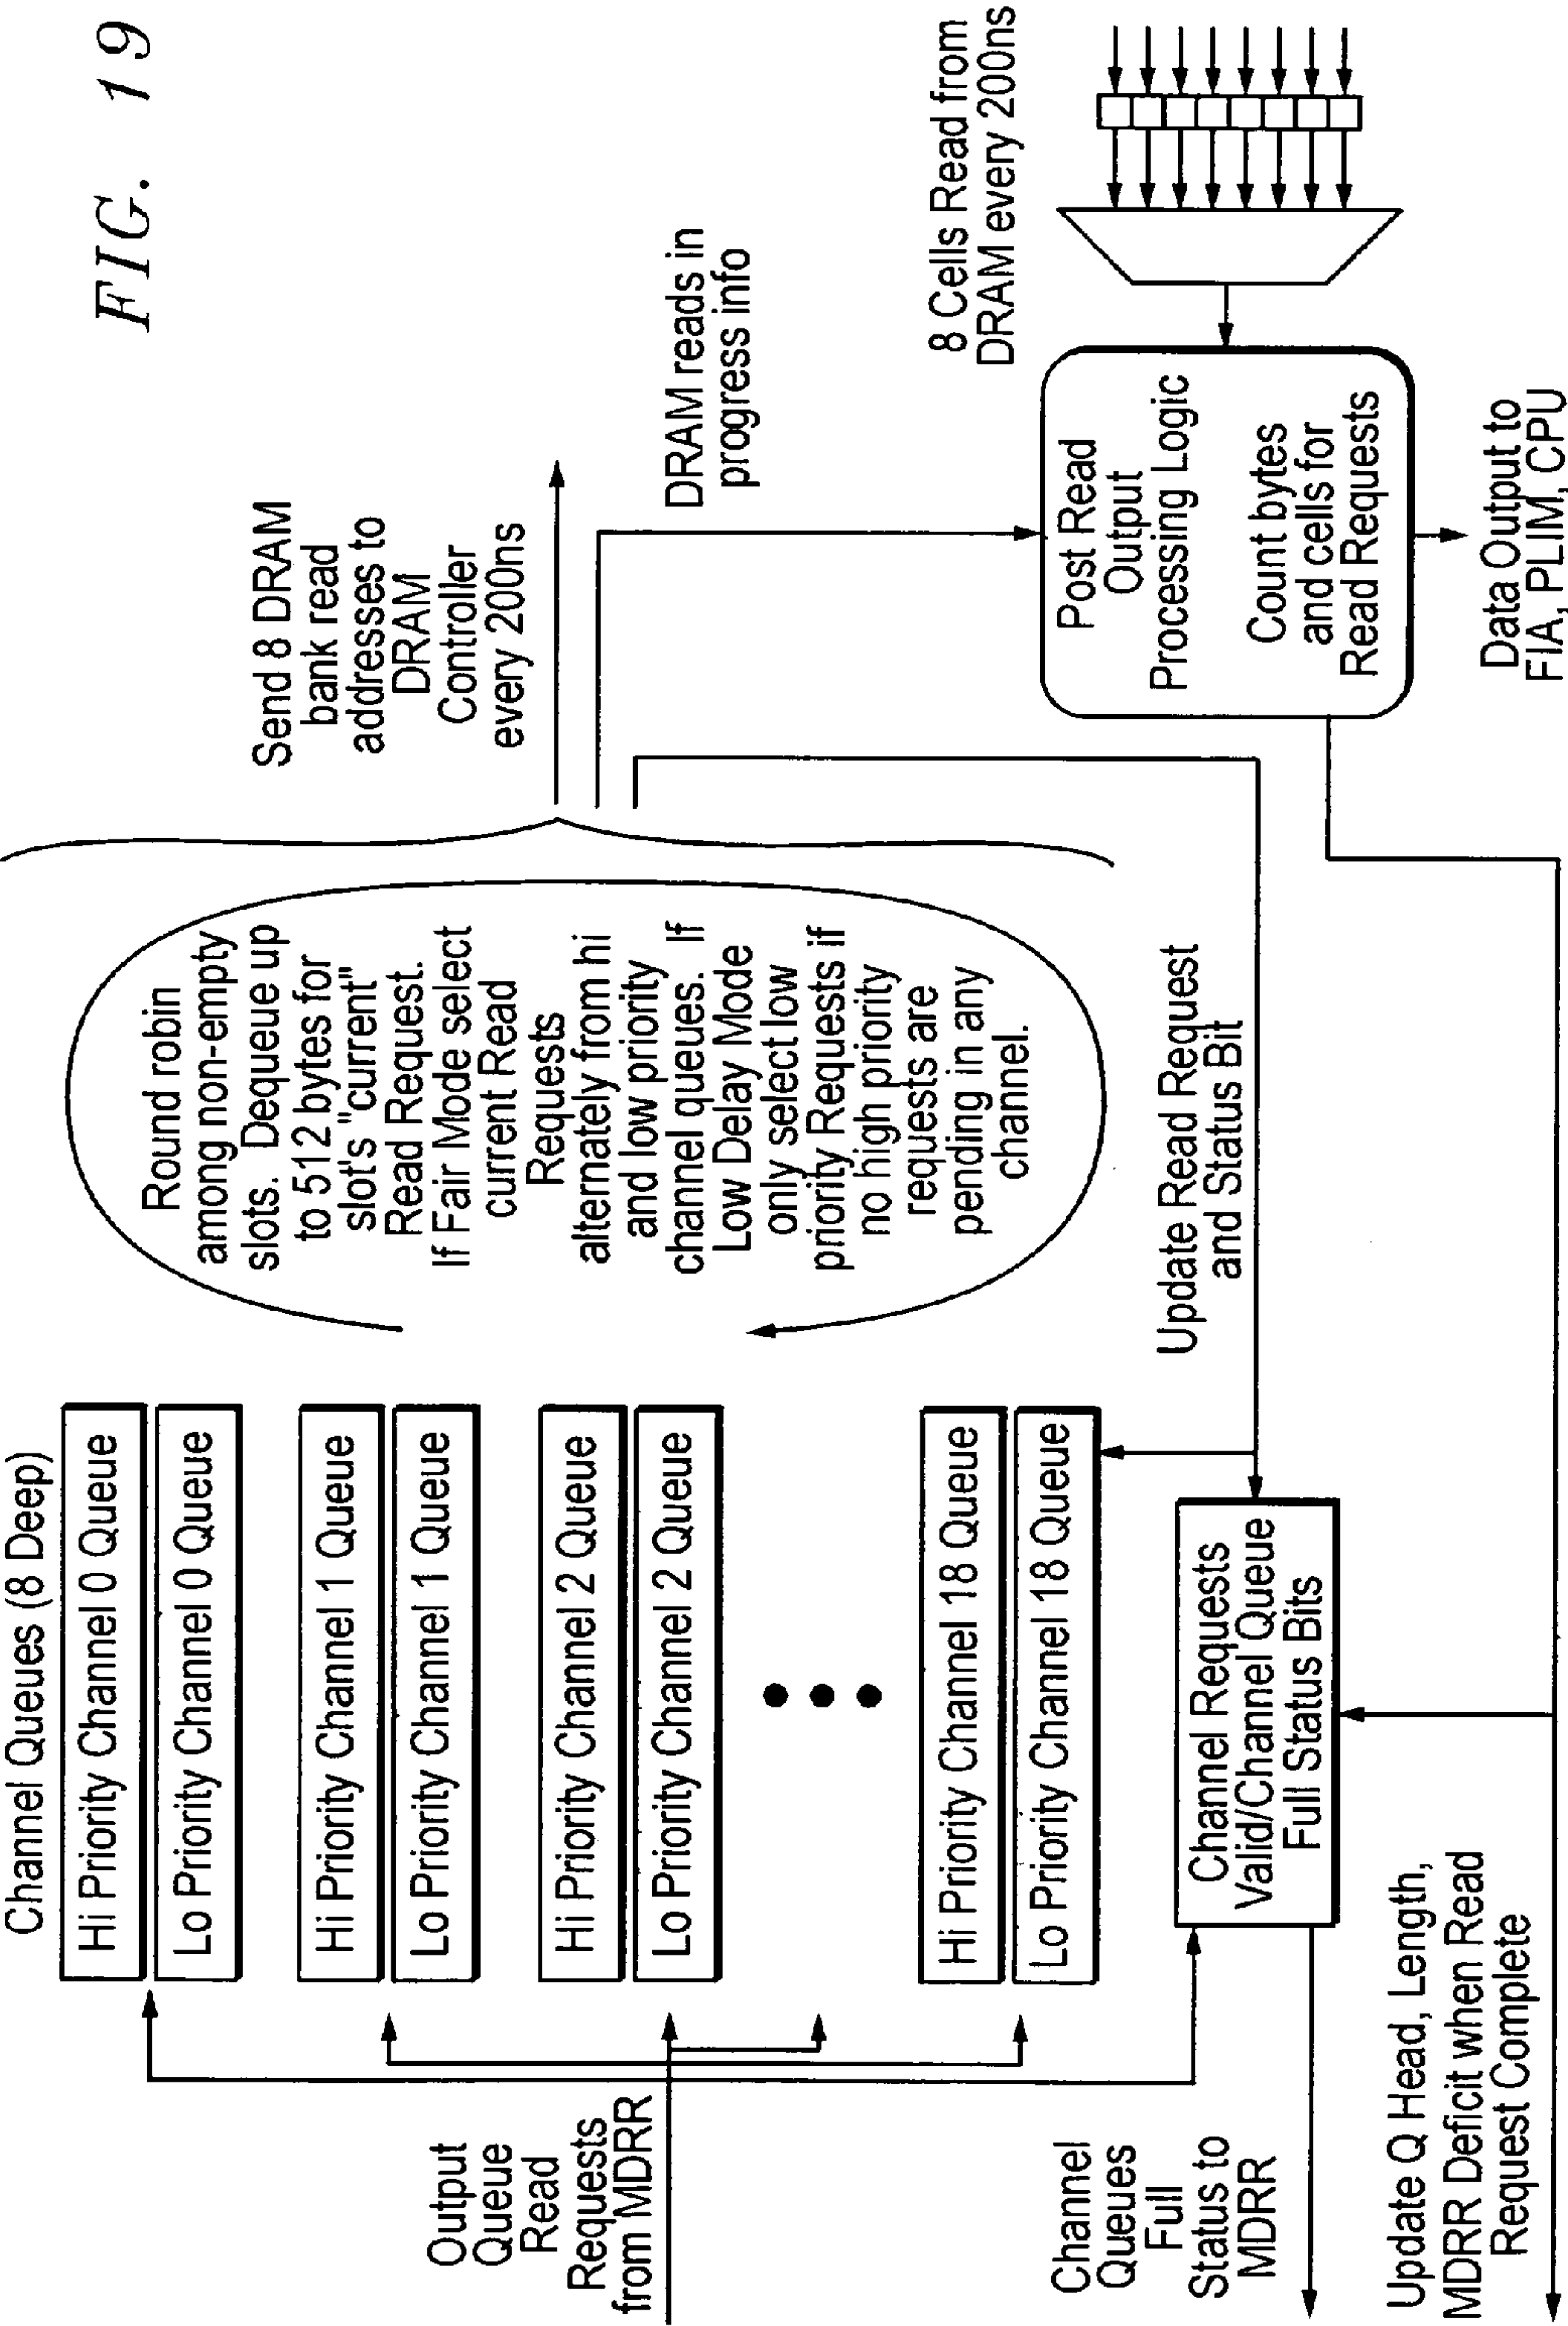 FIG. 19
Channel Queues (8 Deep)
Hi Priority Channel 0 Queue
Lo Priority Channel 0 Queue
Hi Priority Channel 1 Queue
Lo Priority Channel 1 Queue
Hi Priority Channel 2 Queue
Lo Priority Channel 2 Queue
Hi Priority Channel 18 Queue
Lo Priority Channel 18 Queue
Output
Queue
Read
Requests
from MDRR
Round robin
among non-empty
slots. Dequeue up
to 512 bytes for
slot's "current"
Read Request.
If Fair Mode select
current Read
Requests
alternately from hi
and low priority
channel queues. If
Low Delay Mode
only select low
priority Requests if
no high priority
requests are
pending in any
channel.
Send 8 DRAM
bank read
addresses to
DRAM
Controller
every 200ns
DRAM reads in
progress info
8 Cells Read from
DRAM every 200ns
Post Read
Output
Processing Logic
Count bytes
and cells for
Read Requests
Data Output to
FIA, PLIM, CPU
Update Read Request
and Status Bit
Channel Requests
Valid/Channel Queue
Full Status Bits
Channel
Queues
Full
Status to
MDRR
Update Q Head, Length,
MDRR Deficit when Read
Request Complete